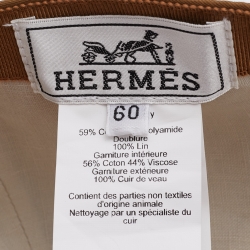 HERMÈS
60
59% Polyamide
Doublure
100% Lin
Garniture intérieure
56% Coton 44% Viscose
Garniture extérieure
100% Cuir de veau
Contient des parties non textiles
d'origine animale
Nettoyage par un spécialiste du
cuir